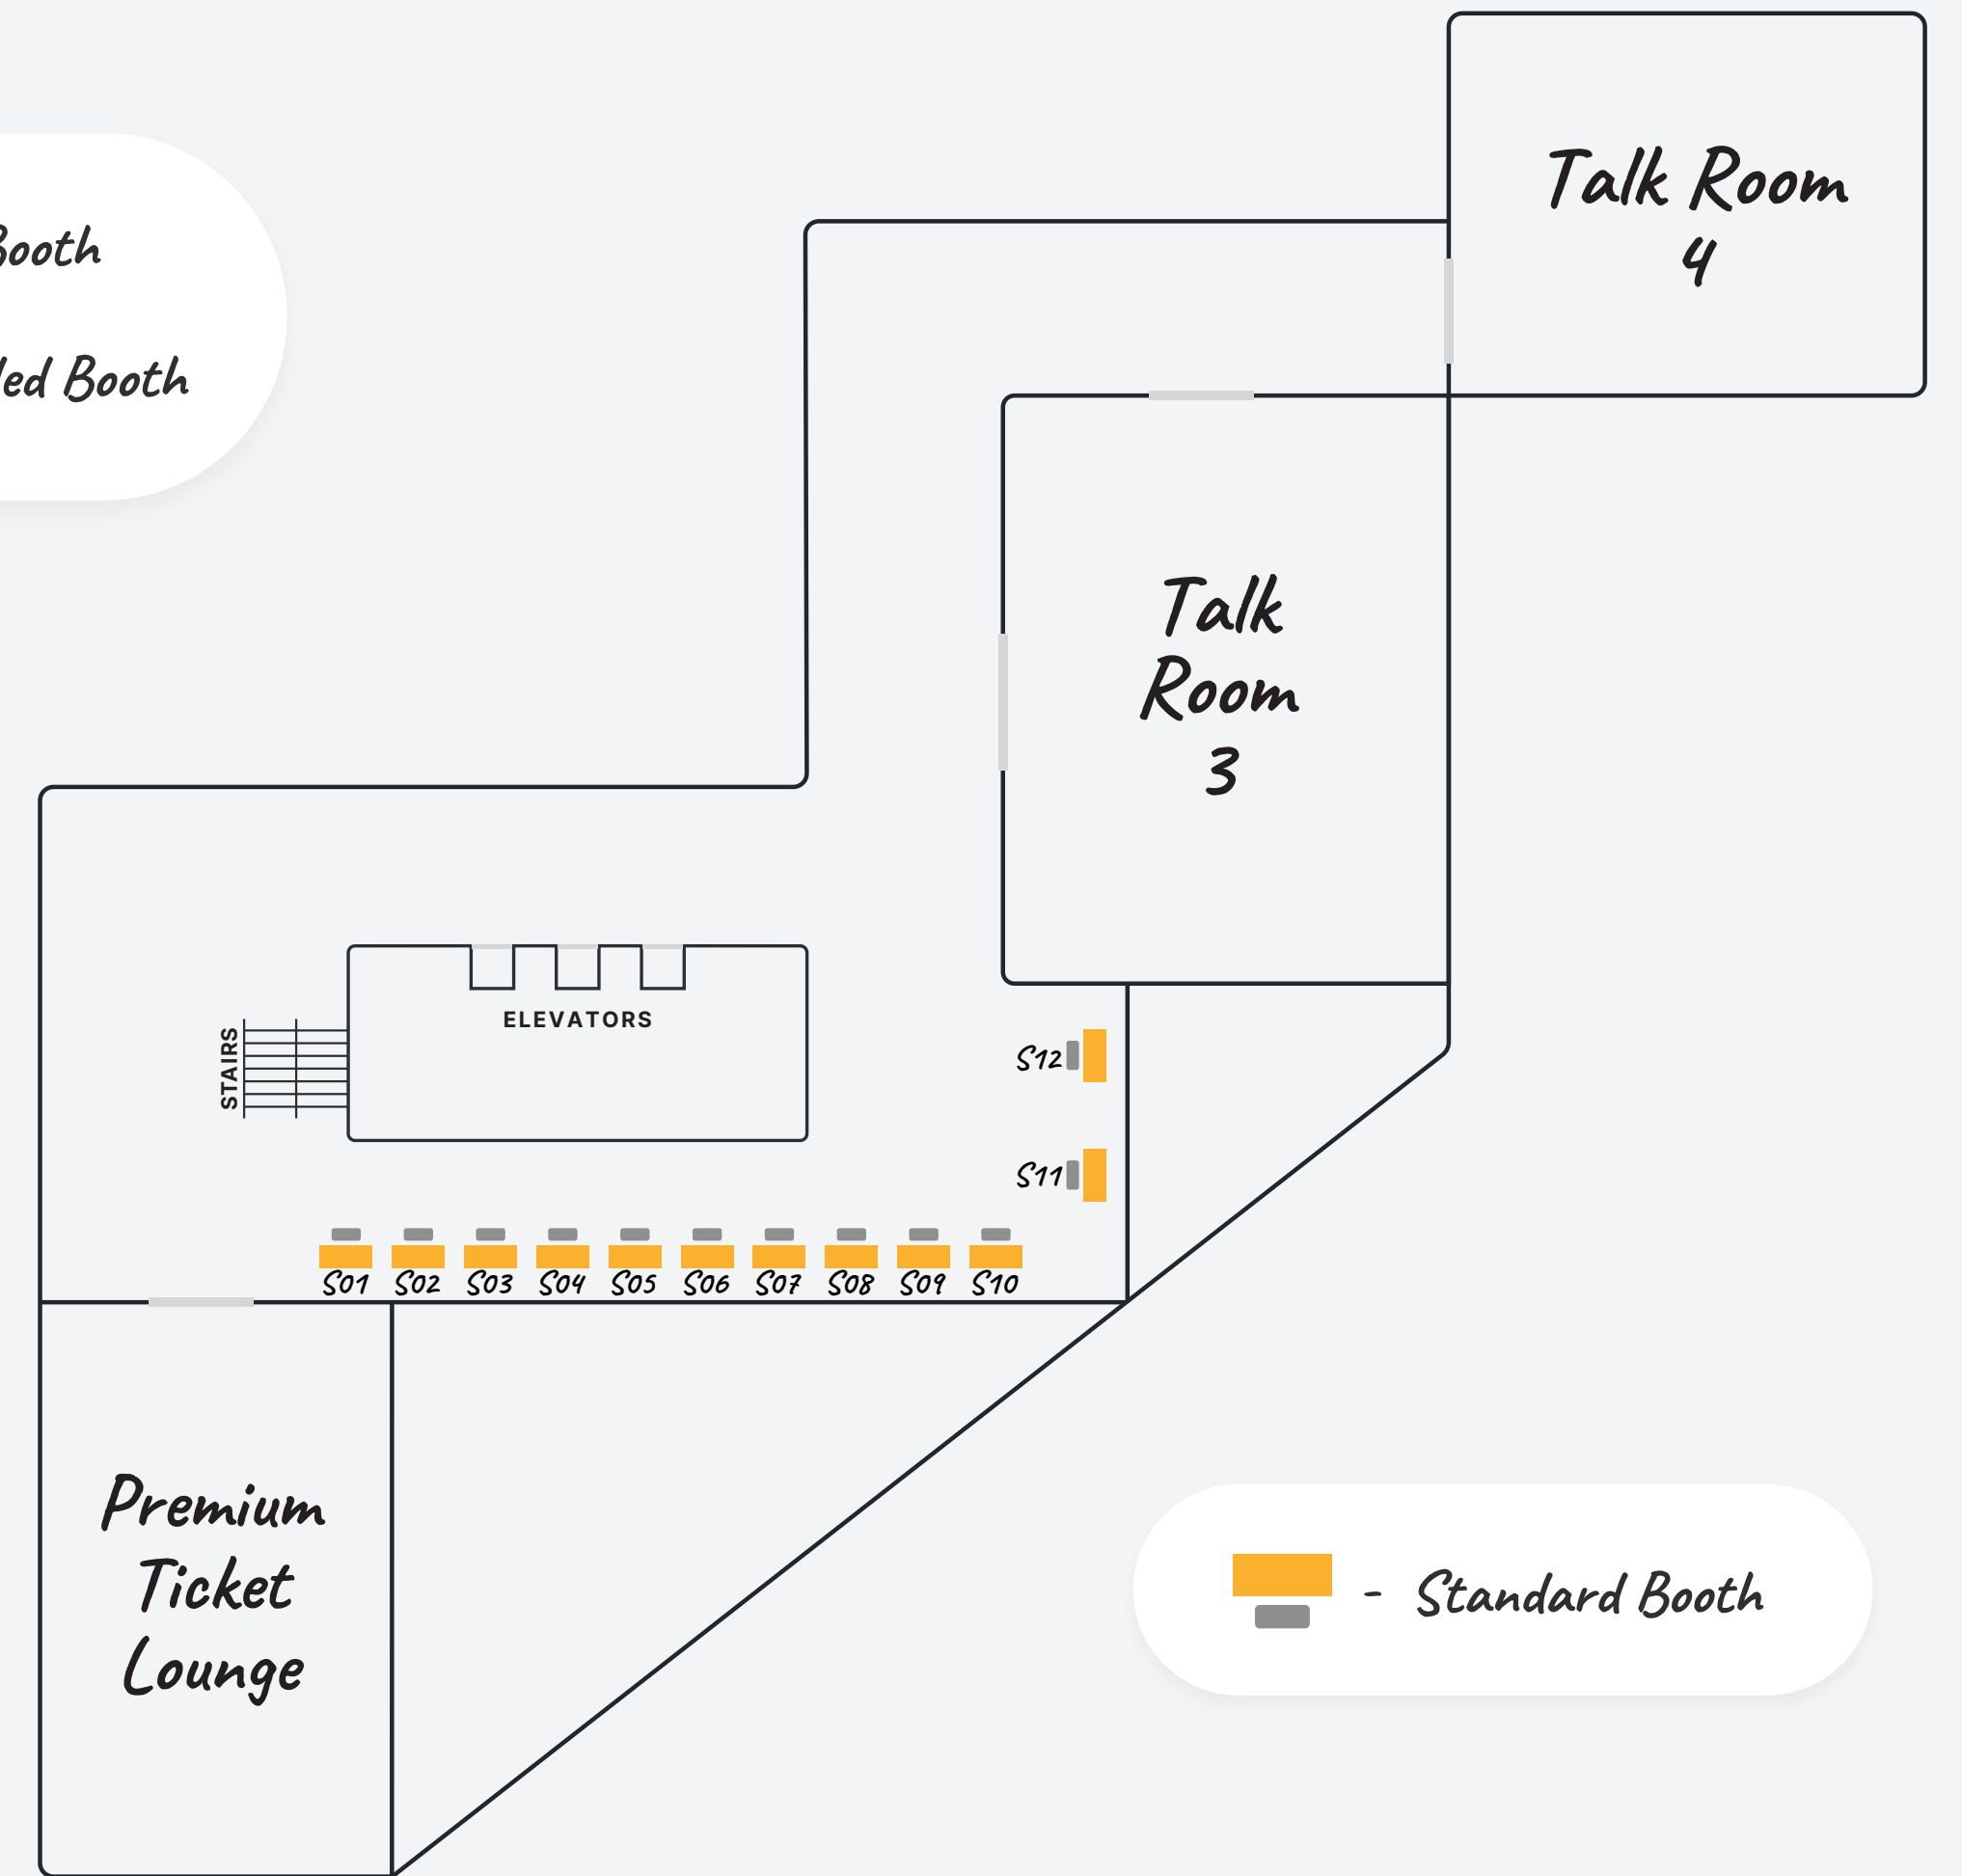 Talk Room
4
Booth
Booth
Talk
Room
3
ELEVATORS
STAIRS
S12
S11
S01 S02 S03 S04 S05 S06 S07 S08 S09 S10
Premium
Ticket
Lounge
- Standard Booth